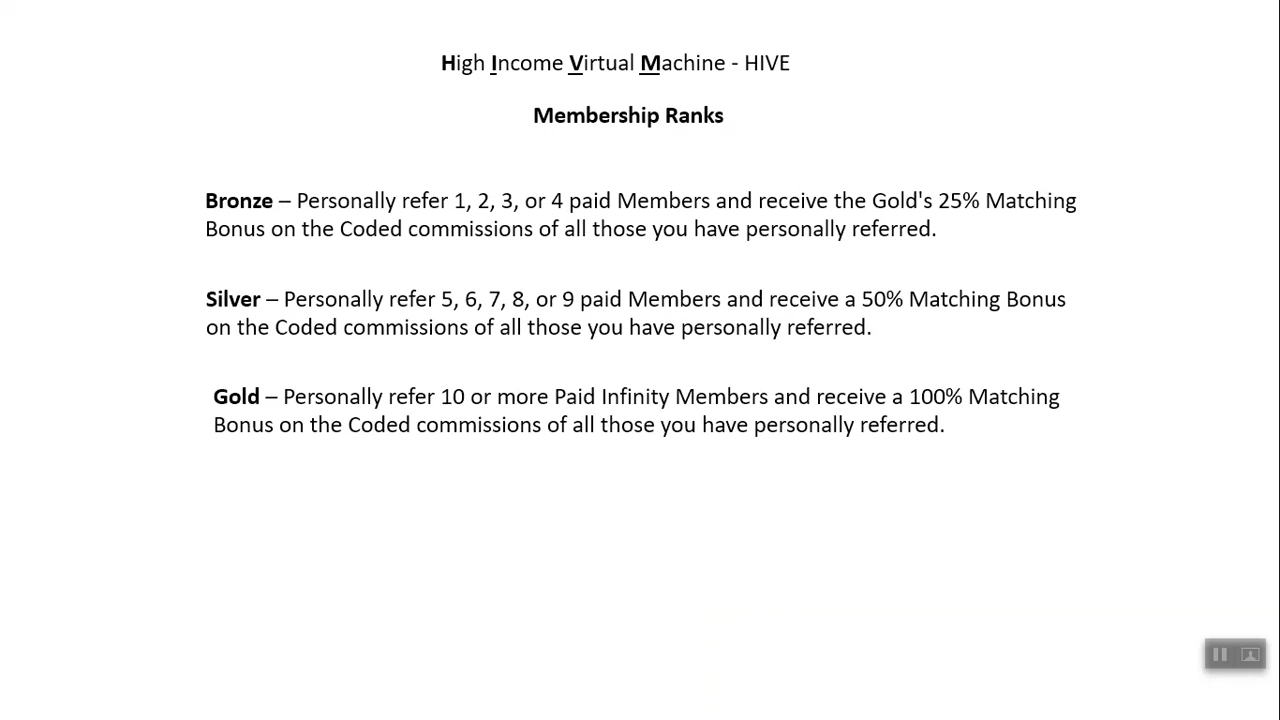 High Income Virtual Machine - HIVE
Membership Ranks
Bronze – Personally refer 1, 2, 3, or 4 paid Members and receive the Gold's 25% Matching
Bonus on the Coded commissions of all those you have personally referred.
Silver – Personally refer 5, 6, 7, 8, or 9 paid Members and receive a 50% Matching Bonus
on the Coded commissions of all those you have personally referred.
Gold – Personally refer 10 or more Paid Infinity Members and receive a 100% Matching
Bonus on the Coded commissions of all those you have personally referred.